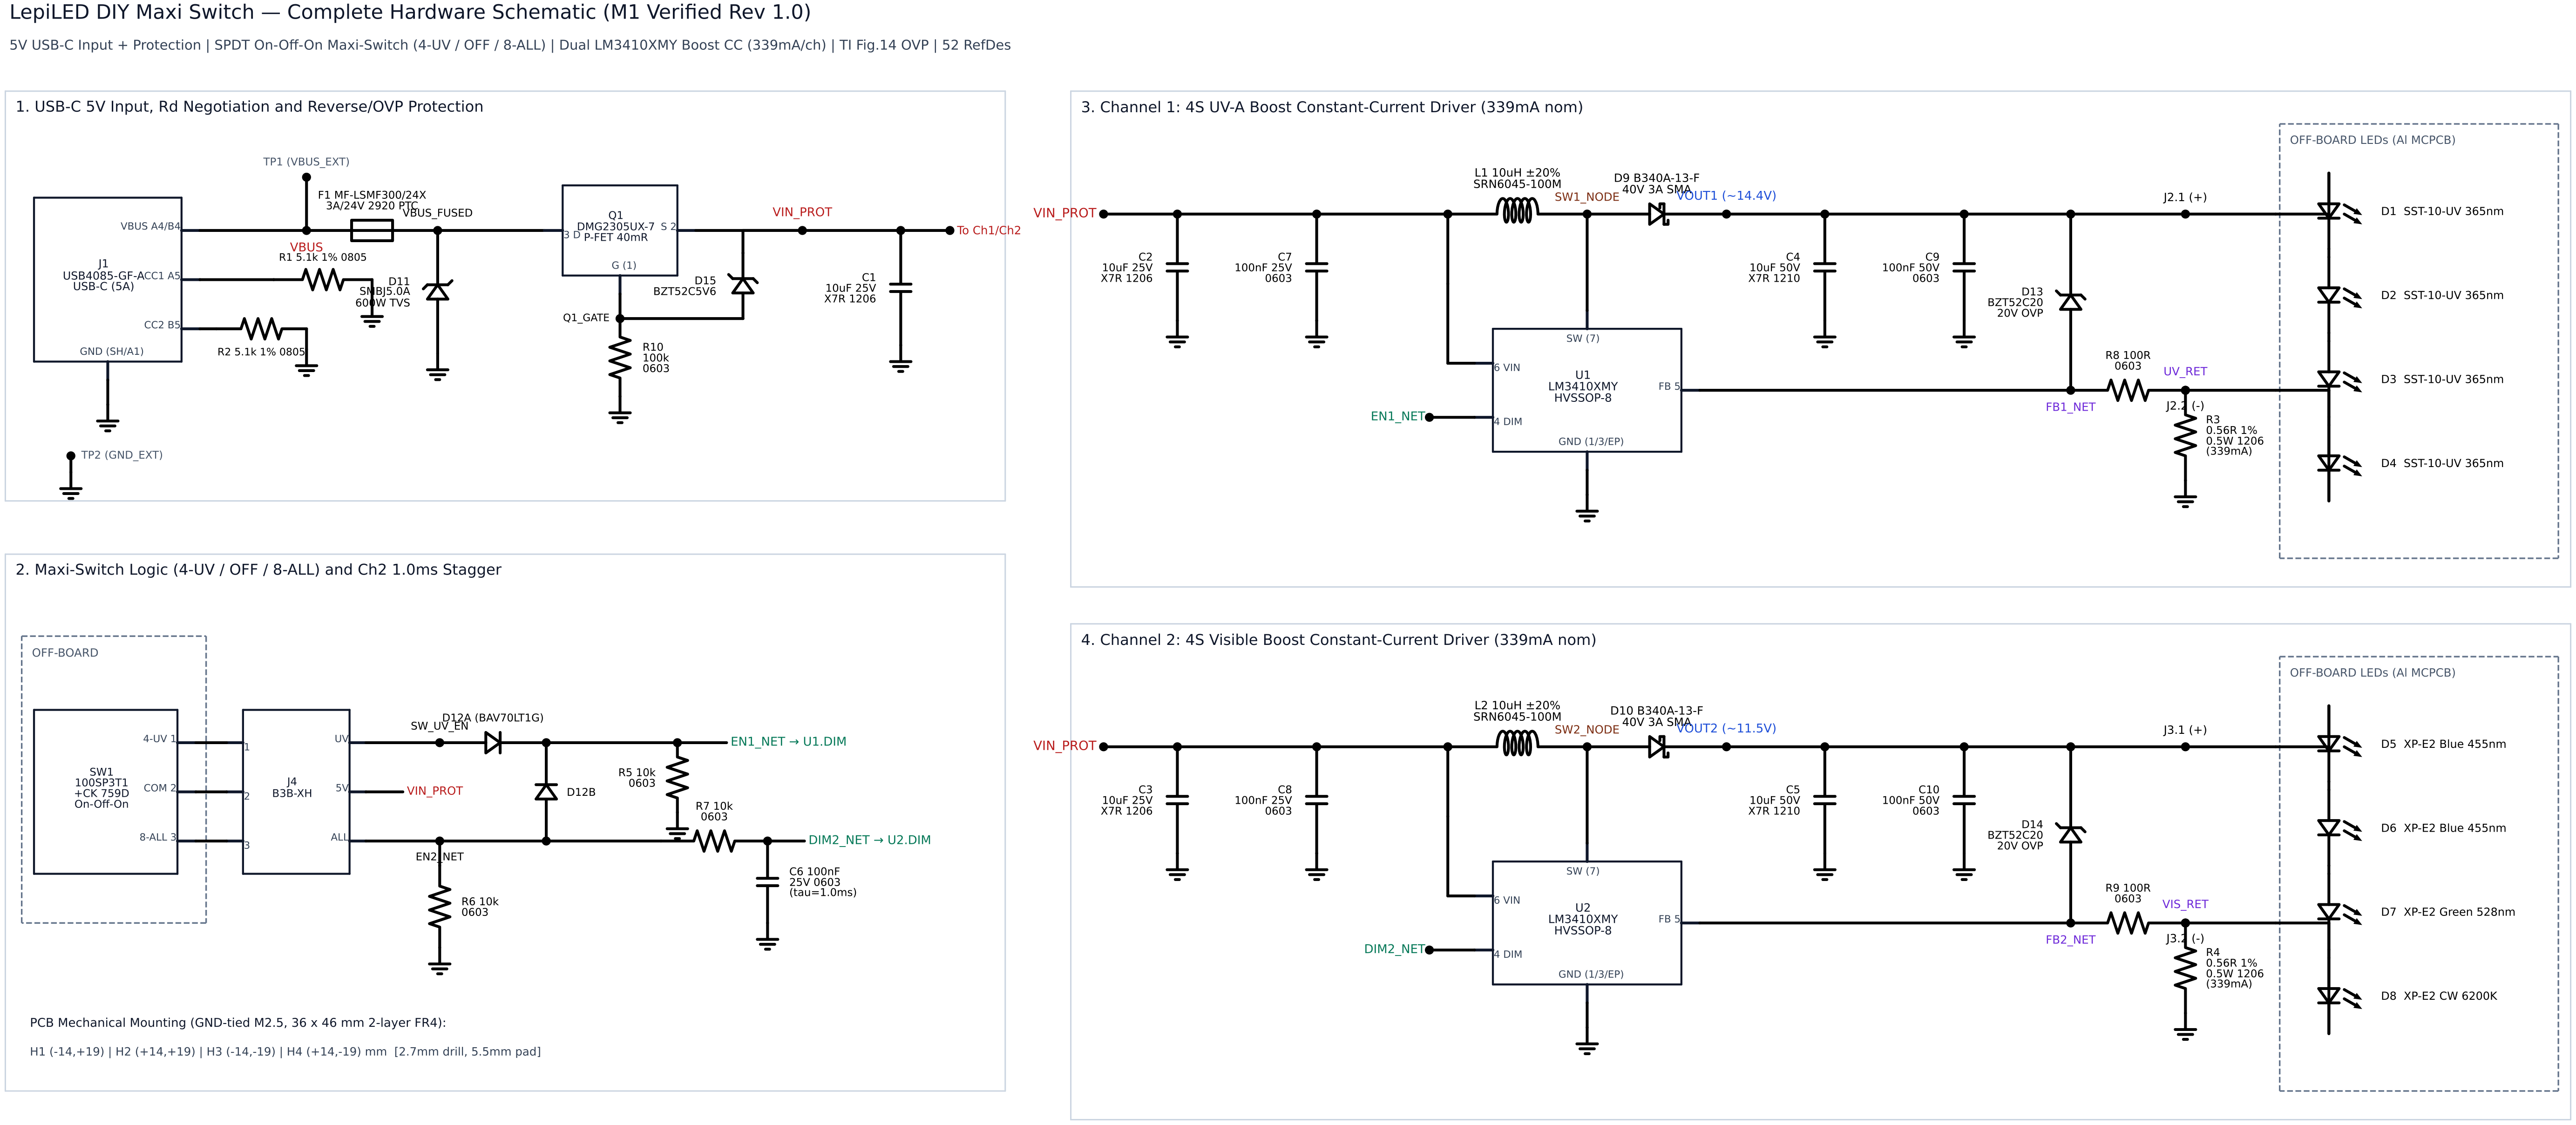 LepiLED DIY Maxi Switch — Complete Hardware Schematic (M1 Verified Rev 1.0)
5V USB-C Input + Protection | SPDT On-Off-On Maxi-Switch (4-UV / OFF / 8-ALL) | Dual LM3410XMY Boost CC (339mA/ch) | TI Fig.14 OVP | 52 RefDes
1. USB-C 5V Input, Rd Negotiation and Reverse/OVP Protection
TP1 (VBUS_EXT)
F1 MF-LSMF300/24X
3A/24V 2920 PTC
VBUS_FUSED
VBUS A4/B4
VBUS
R1 5.1k 1% 0805
J1
USB4085-GF-A
USB-C (5A)
CC1 A5
D11
SMBJ5.0A
600W TVS
CC2 B5
R2 5.1k 1% 0805
GND (SH/A1)
TP2 (GND_EXT)
Q1
DMG2305UX-7
P-FET 40mR
3 D
S 2
G (1)
VIN_PROT
To Ch1/Ch2
D15
BZT52C5V6
C1
10uF 25V
X7R 1206
Q1_GATE
R10
100k
0603
2. Maxi-Switch Logic (4-UV / OFF / 8-ALL) and Ch2 1.0ms Stagger
OFF-BOARD
SW1
100SP3T1
+CK 759D
On-Off-On
4-UV 1
COM 2
8-ALL 3
1
2
3
J4
B3B-XH
UV
5V
ALL
D12A (BAV70LT1G)
SW_UV_EN
EN1_NET → U1.DIM
VIN_PROT
D12B
R5 10k
0603
R7 10k
0603
EN2_NET
DIM2_NET → U2.DIM
R6 10k
0603
C6 100nF
25V 0603
(tau=1.0ms)
PCB Mechanical Mounting (GND-tied M2.5, 36 x 46 mm 2-layer FR4):
H1 (-14,+19) | H2 (+14,+19) | H3 (-14,-19) | H4 (+14,-19) mm [2.7mm drill, 5.5mm pad]
3. Channel 1: 4S UV-A Boost Constant-Current Driver (339mA nom)
VIN_PROT
C2
10uF 25V
X7R 1206
C7
100nF 25V
0603
L1 10uH ±20%
SRN6045-100M
SW1_NODE
D9 B340A-13-F
40V 3A SMA
VOUT1 (~14.4V)
C4
10uF 50V
X7R 1210
C9
100nF 50V
0603
D13
BZT52C20
20V OVP
J2.1 (+)
SW (7)
6 VIN
U1
LM3410XMY
HVSSOP-8
FB 5
EN1_NET
4 DIM
GND (1/3/EP)
FB1_NET
R8 100R
0603
UV_RET
J2.2 (-)
R3
0.56R 1%
0.5W 1206
(339mA)
OFF-BOARD LEDs (Al MCPCB)
D1 SST-10-UV 365nm
D2 SST-10-UV 365nm
D3 SST-10-UV 365nm
D4 SST-10-UV 365nm
4. Channel 2: 4S Visible Boost Constant-Current Driver (339mA nom)
VIN_PROT
C3
10uF 25V
X7R 1206
C8
100nF 25V
0603
L2 10uH ±20%
SRN6045-100M
SW2_NODE
D10 B340A-13-F
40V 3A SMA
VOUT2 (~11.5V)
C5
10uF 50V
X7R 1210
C10
100nF 50V
0603
D14
BZT52C20
20V OVP
J3.1 (+)
SW (7)
6 VIN
U2
LM3410XMY
HVSSOP-8
FB 5
DIM2_NET
4 DIM
GND (1/3/EP)
FB2_NET
R9 100R
0603
VIS_RET
J3.2 (-)
R4
0.56R 1%
0.5W 1206
(339mA)
OFF-BOARD LEDs (Al MCPCB)
D5 XP-E2 Blue 455nm
D6 XP-E2 Blue 455nm
D7 XP-E2 Green 528nm
D8 XP-E2 CW 6200K